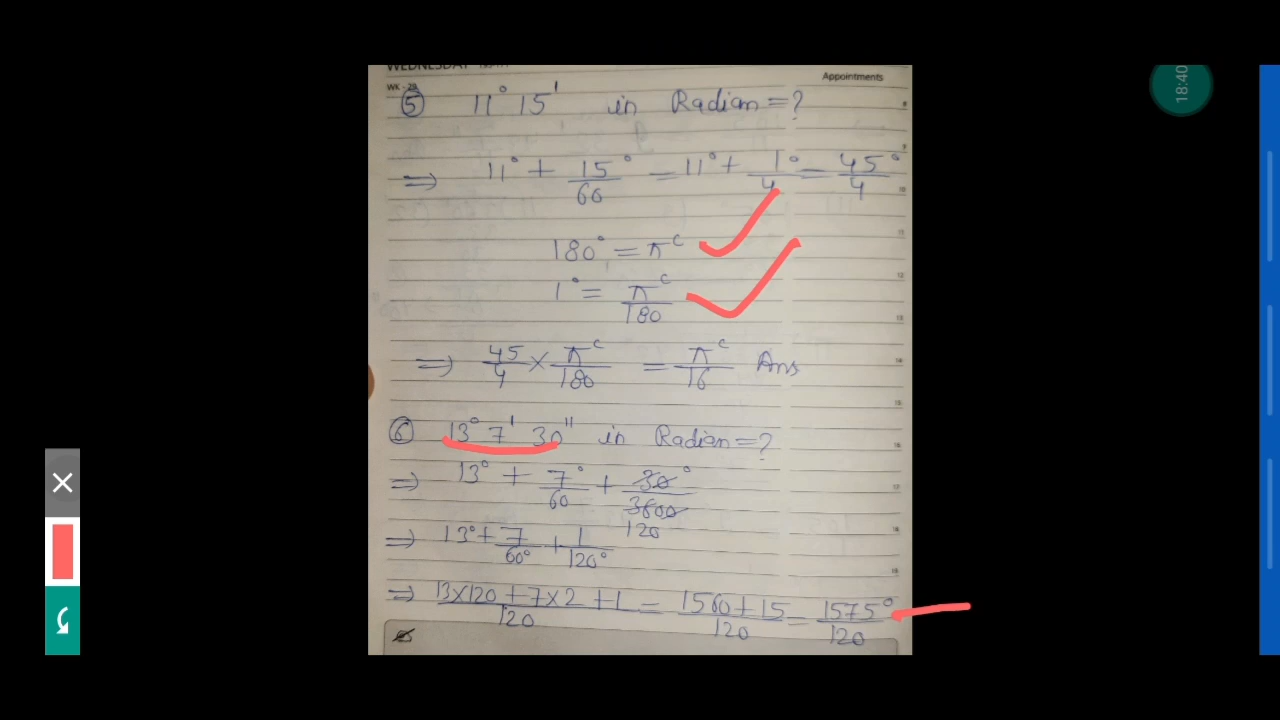 WEDNESDAY
Appointments
WK - 29
18:40
⑤ 11° 15' in Radian = ?
⇒ 11° + 15/60° = 11° + 1/4° = 45/4°
180° = π^c
1° = π^c/180
⇒ 45/4 × π^c/180 = π^c/16 Ans
⑥ 13° 7' 30" in Radian = ?
⇒ 13° + 7/60° + 30/3600°
120
⇒ 13° + 7/60° + 1/120°
⇒ 13×120 + 7×2 + 1/120 = 1560 + 15/120 = 1575°/120